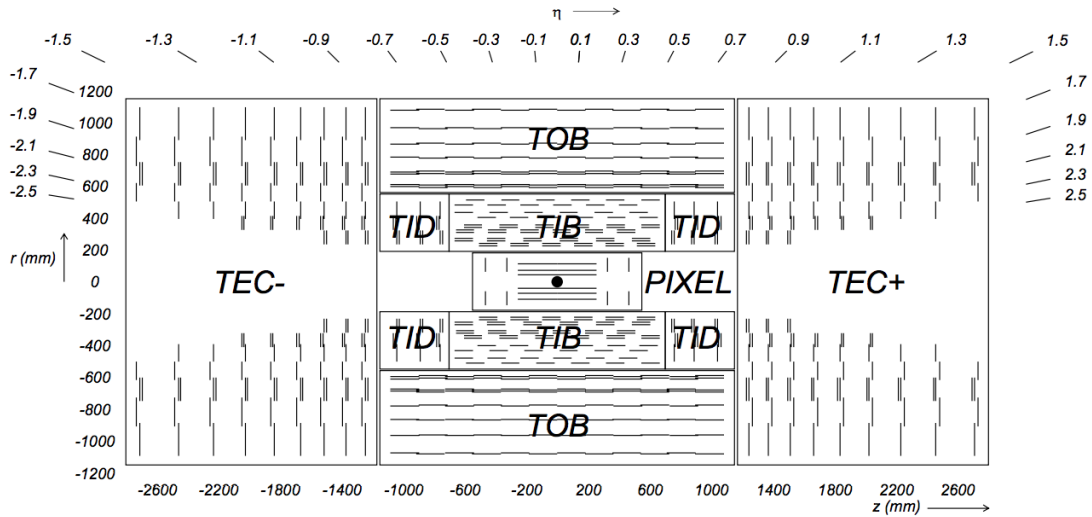 η
-1.5 -1.3 -1.1 -0.9 -0.7 -0.5 -0.3 -0.1 0.1 0.3 0.5 0.7 0.9 1.1 1.3 1.5
-1.7 1200 1.7
-1.9 1000 1.9
-2.1 800 TOB 2.1
-2.3 600 2.3
-2.5 400 2.5
TID TIB TID
r (mm) 200
0 TEC- PIXEL TEC+
-200
-400 TID TIB TID
-600
-800 TOB
-1000
-1200
-2600 -2200 -1800 -1400 -1000 -600 -200 200 600 1000 1400 1800 2200 2600
z (mm)